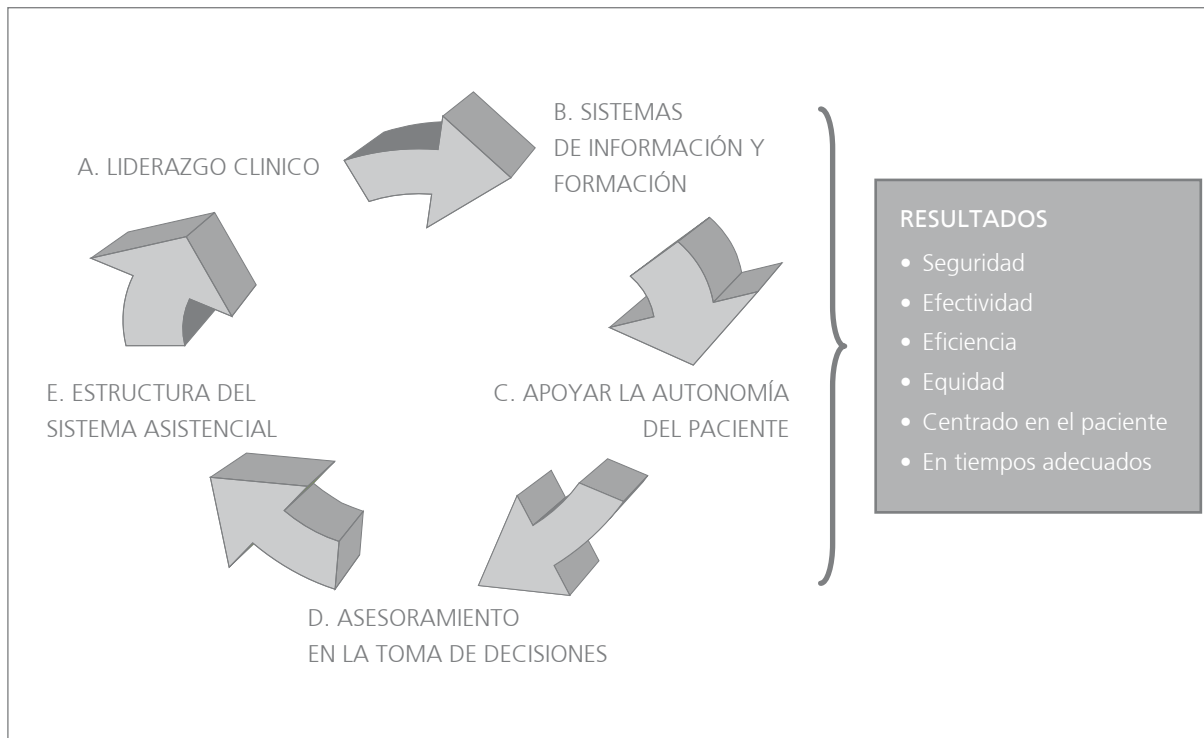 A. LIDERAZGO CLINICO
B. SISTEMAS
DE INFORMACIÓN Y
FORMACIÓN
C. APOYAR LA AUTONOMÍA
DEL PACIENTE
D. ASESORAMIENTO
EN LA TOMA DE DECISIONES
E. ESTRUCTURA DEL
SISTEMA ASISTENCIAL
RESULTADOS
• Seguridad
• Efectividad
• Eficiencia
• Equidad
• Centrado en el paciente
• En tiempos adecuados